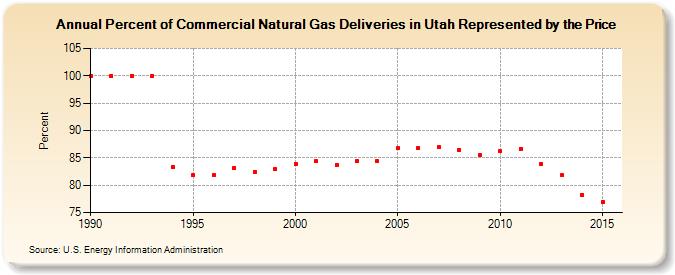 Annual Percent of Commercial Natural Gas Deliveries in Utah Represented by the Price
Percent
105
100
95
90
85
80
75
1990 1995 2000 2005 2010 2015
Source: U.S. Energy Information Administration